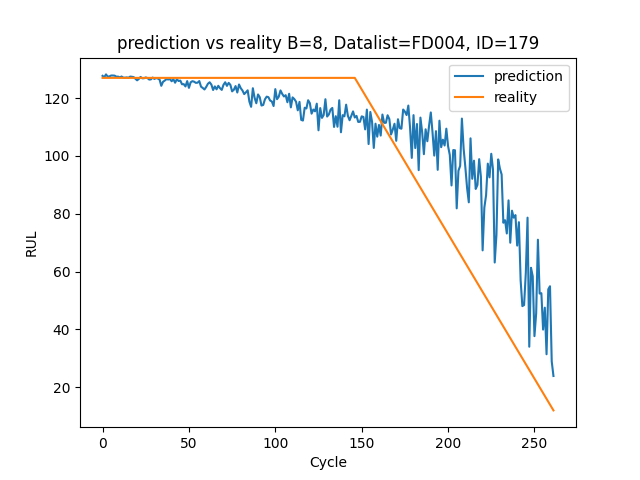 prediction vs reality B=8, Datalist=FD004, ID=179
prediction
reality
RUL
120
100
80
60
40
20
0 50 100 150 200 250
Cycle